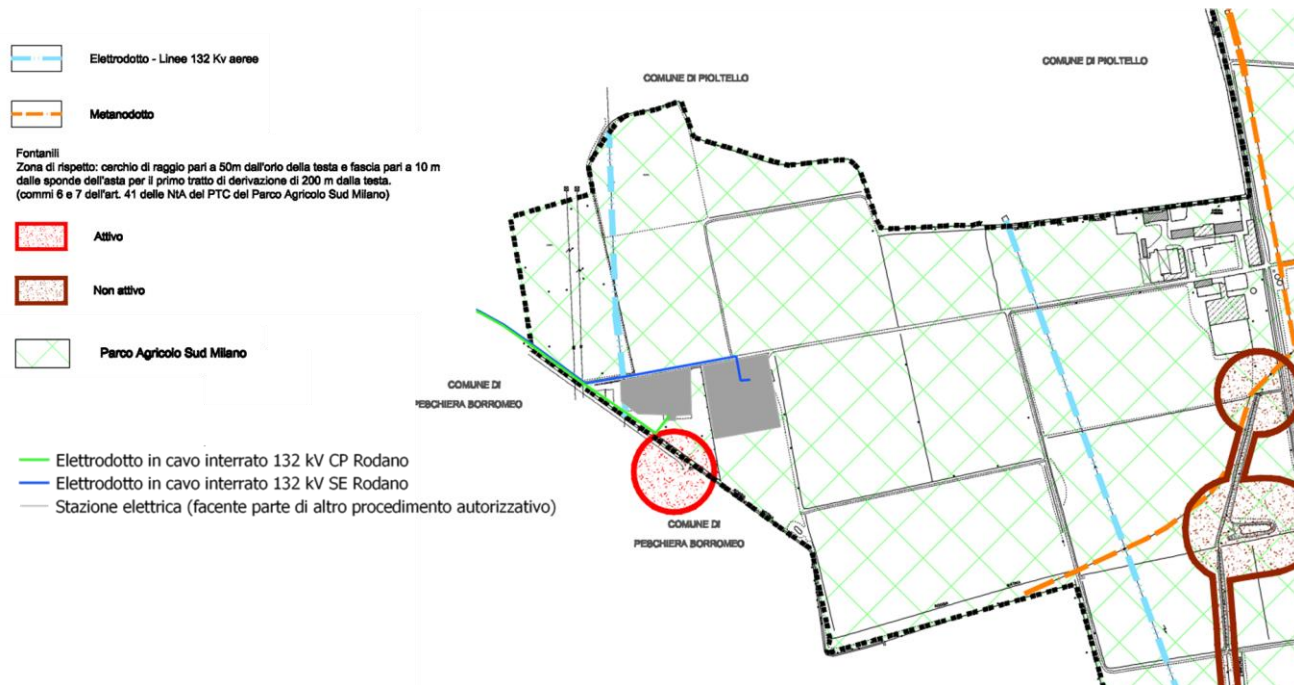 Elettrodotto - Linee 132 Kv aeree
Metanodotto
Fontanili
Zona di rispetto: cerchio di raggio pari a 50m dall'orlo della testa e fascia pari a 10 m
dalle sponde dell'asta per il primo tratto di derivazione di 200 m dalla testa.
(commi 6 e 7 dell'art. 41 delle NtA del PTC del Parco Agricolo Sud Milano)
Attivo
Non attivo
Parco Agricolo Sud Milano
Elettrodotto in cavo interrato 132 kV CP Rodano
Elettrodotto in cavo interrato 132 kV SE Rodano
Stazione elettrica (facente parte di altro procedimento autorizzativo)
COMUNE DI PIOLTELLO
COMUNE DI PIOLTELLO
COMUNE DI
PESCHIERA BORROMEO
COMUNE DI
PESCHIERA BORROMEO